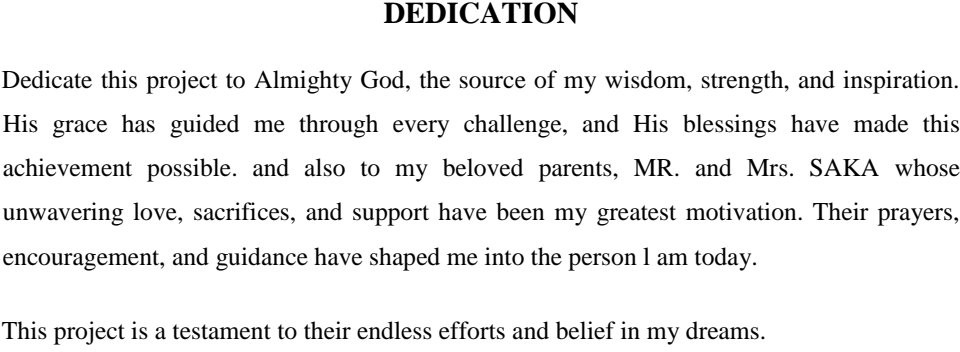 DEDICATION
Dedicate this project to Almighty God, the source of my wisdom, strength, and inspiration.
His grace has guided me through every challenge, and His blessings have made this
achievement possible. and also to my beloved parents, MR. and Mrs. SAKA whose
unwavering love, sacrifices, and support have been my greatest motivation. Their prayers,
encouragement, and guidance have shaped me into the person l am today.
This project is a testament to their endless efforts and belief in my dreams.